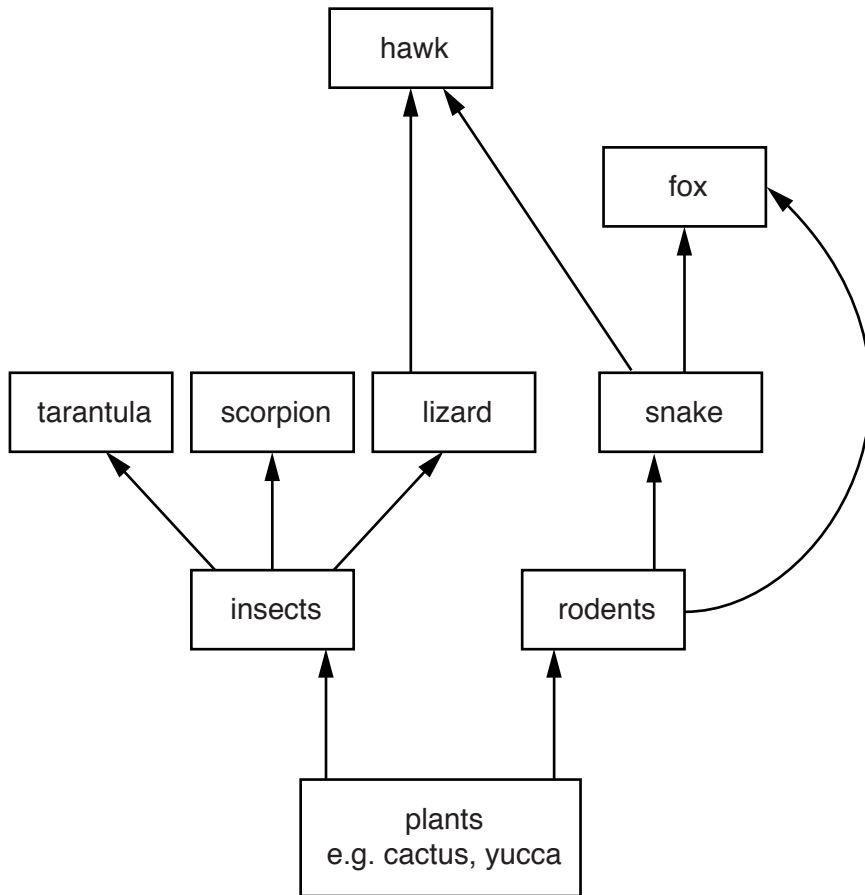 hawk
fox
tarantula
scorpion
lizard
snake
insects
rodents
plants
e.g. cactus, yucca